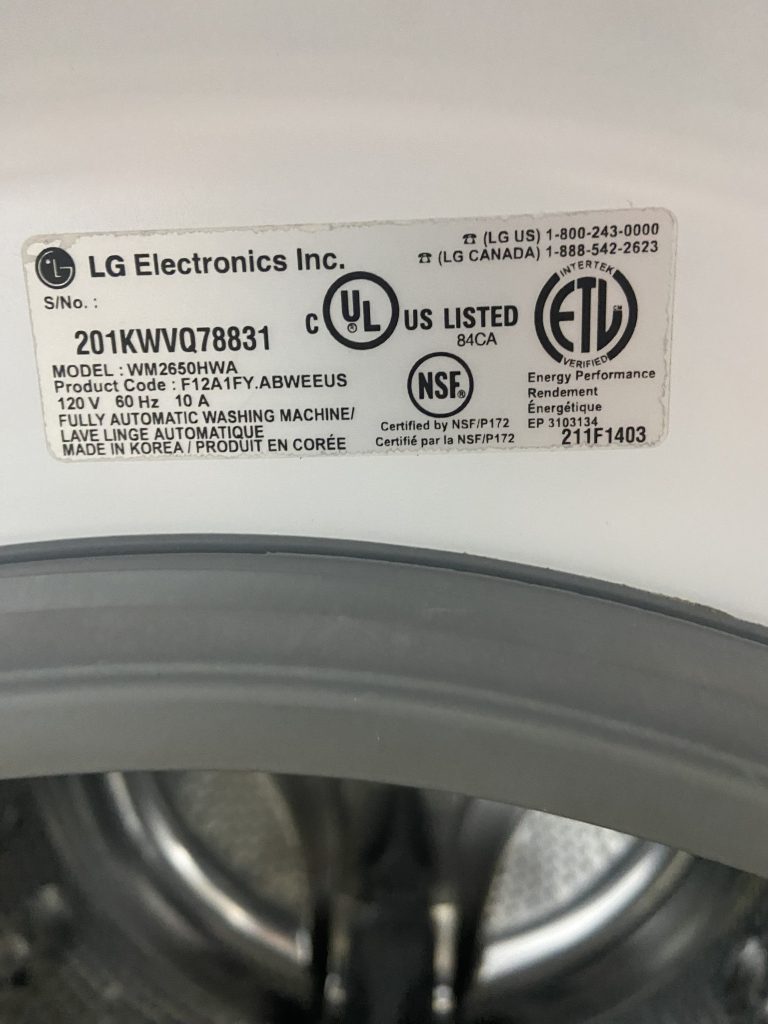 LG LG Electronics Inc.
☎ (LG US) 1-800-243-0000
☎ (LG CANADA) 1-888-542-2623
S/No. :
201KWVQ78831
MODEL : WM2650HWA
Product Code : F12A1FY.ABWEEUS
120 V 60 Hz 10 A
FULLY AUTOMATIC WASHING MACHINE/
LAVE LINGE AUTOMATIQUE
MADE IN KOREA / PRODUIT EN CORÉE
C UL ® US LISTED
84CA
NSF®
Certified by NSF/P172
Certifié par la NSF/P172
INTERTEK
ETL
VERIFIED
Energy Performance
Rendement
Énergétique
EP 3103134
211F1403